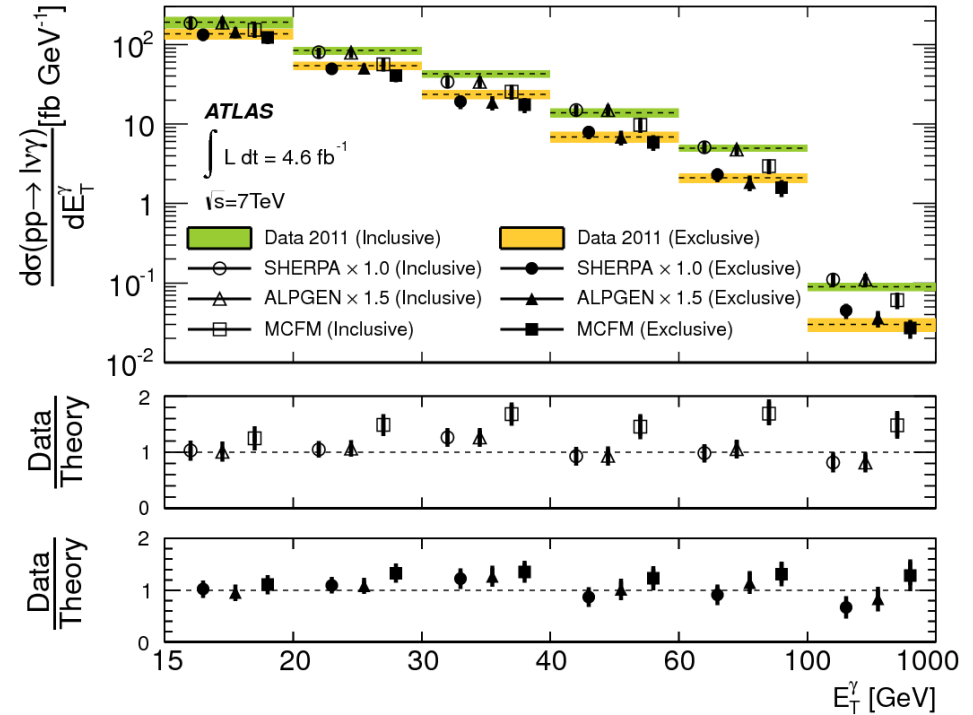 dσ(pp→ lνγ)
dE_T^γ
[fb GeV⁻¹]
10²
10
1
10⁻¹
10⁻²
ATLAS
∫ L dt = 4.6 fb⁻¹
√s=7TeV
Data 2011 (Inclusive)
Data 2011 (Exclusive)
SHERPA × 1.0 (Inclusive)
SHERPA × 1.0 (Exclusive)
ALPGEN × 1.5 (Inclusive)
ALPGEN × 1.5 (Exclusive)
MCFM (Inclusive)
MCFM (Exclusive)
Data
Theory
2
1
0
Data
Theory
2
1
0
15 20 30 40 60 100 1000
E_T^γ [GeV]